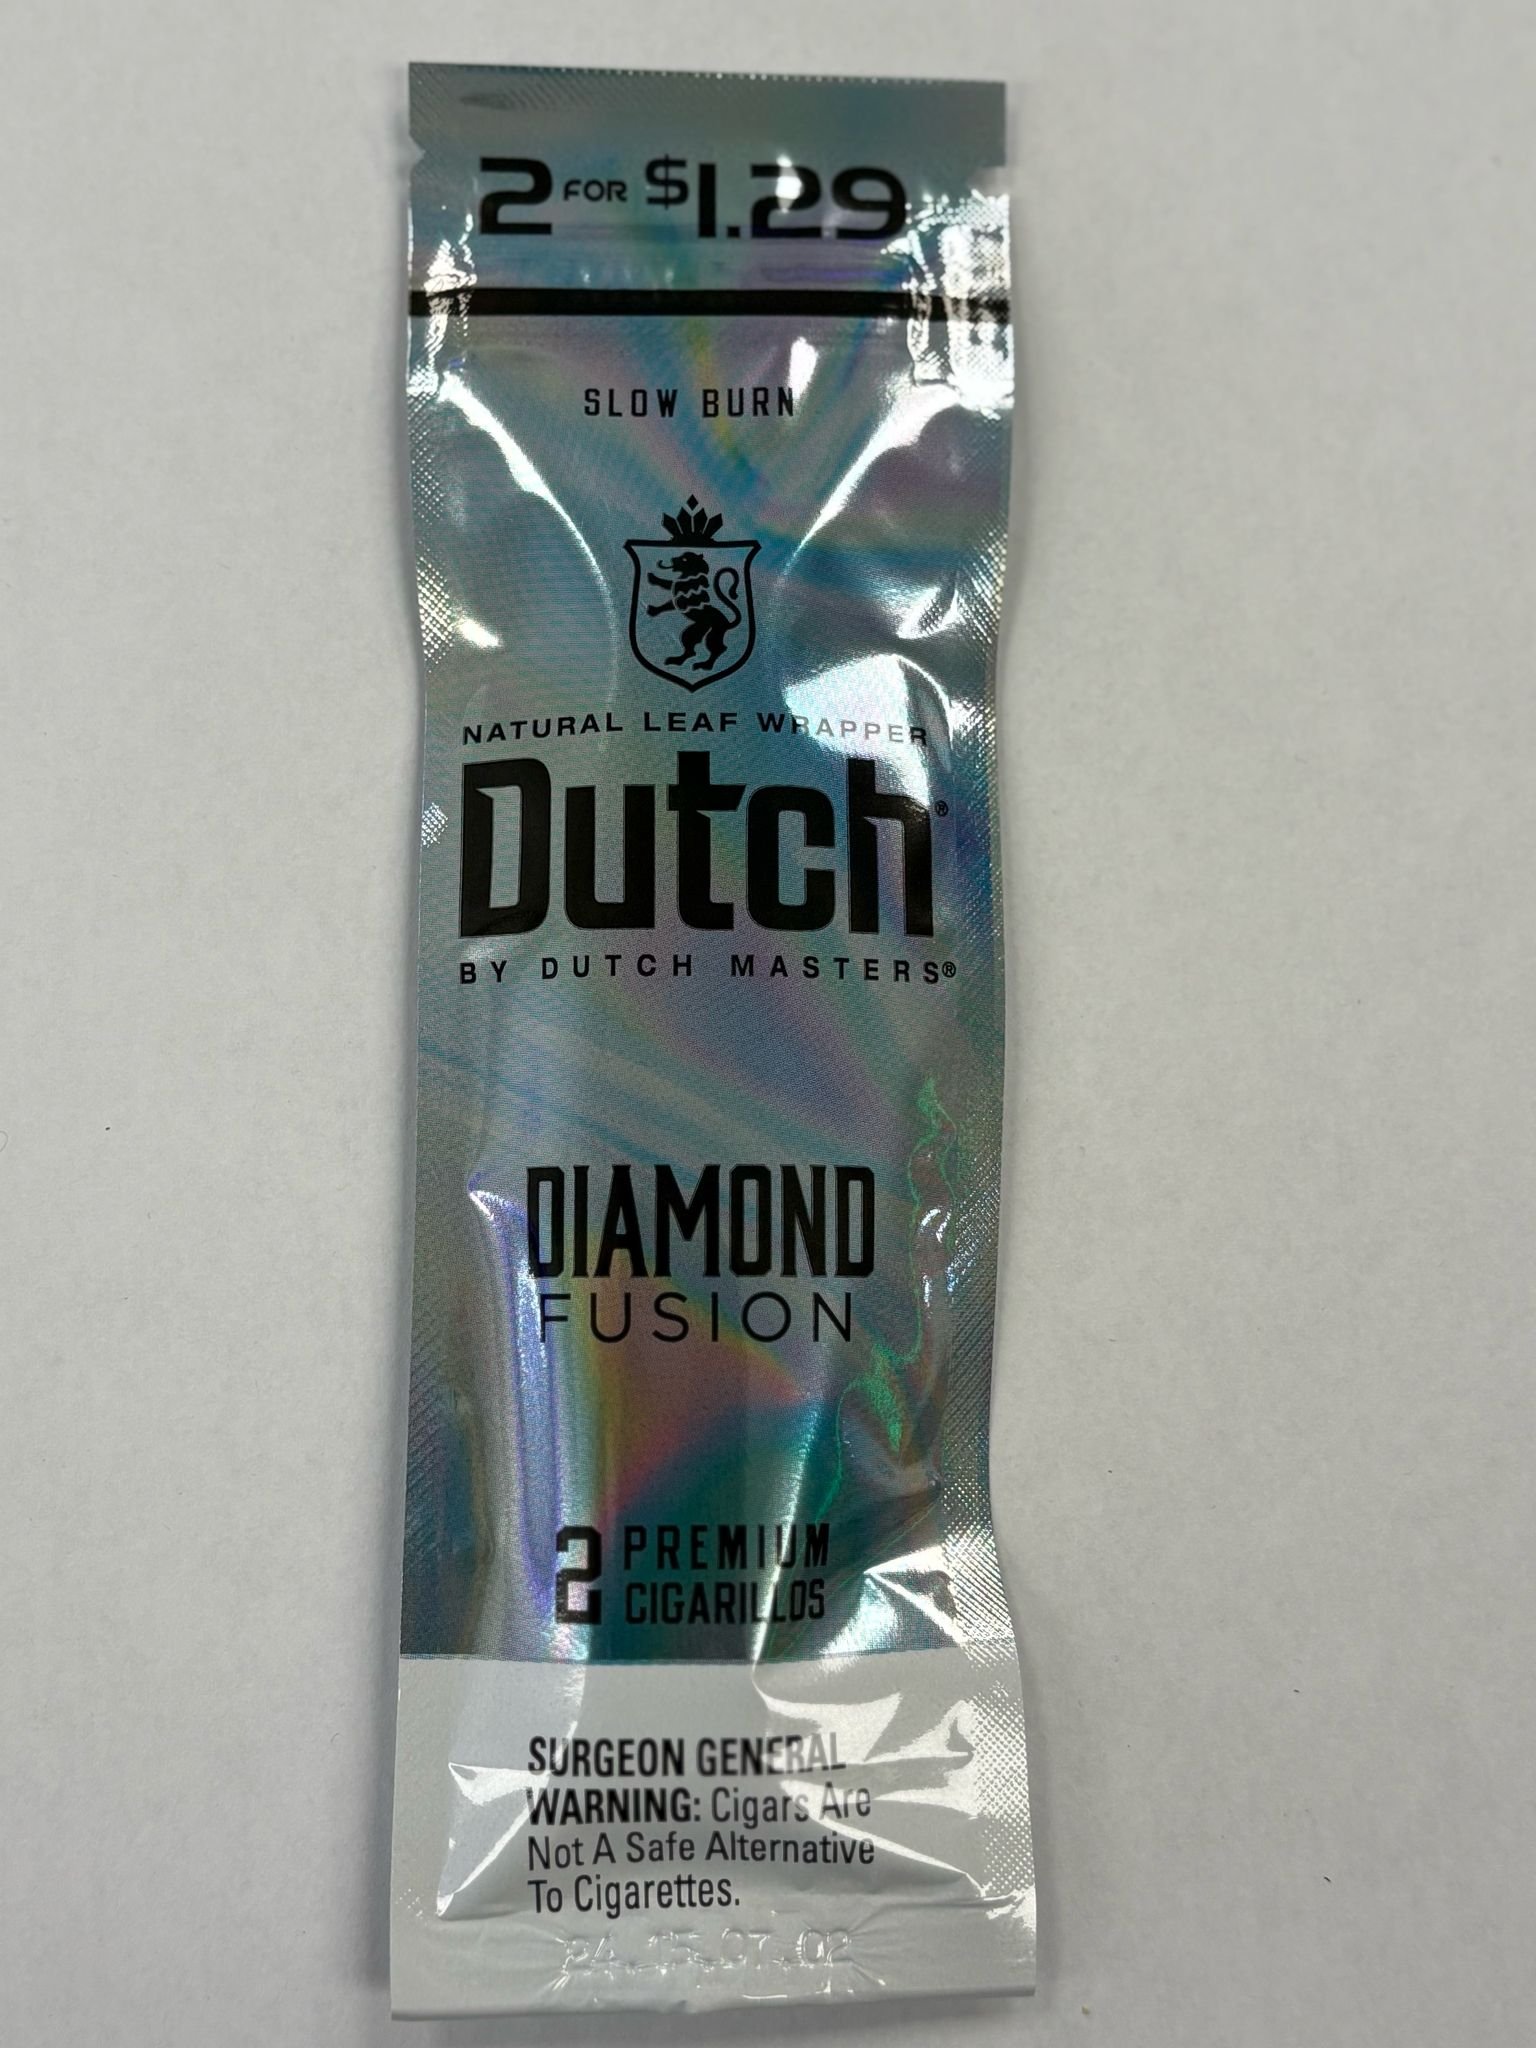 2 FOR $1.29
SLOW BURN
NATURAL LEAF WRAPPER
Dutch®
BY DUTCH MASTERS®
DIAMOND
FUSION
2 PREMIUM
CIGARILLOS
SURGEON GENERAL
WARNING: Cigars Are
Not A Safe Alternative
To Cigarettes.